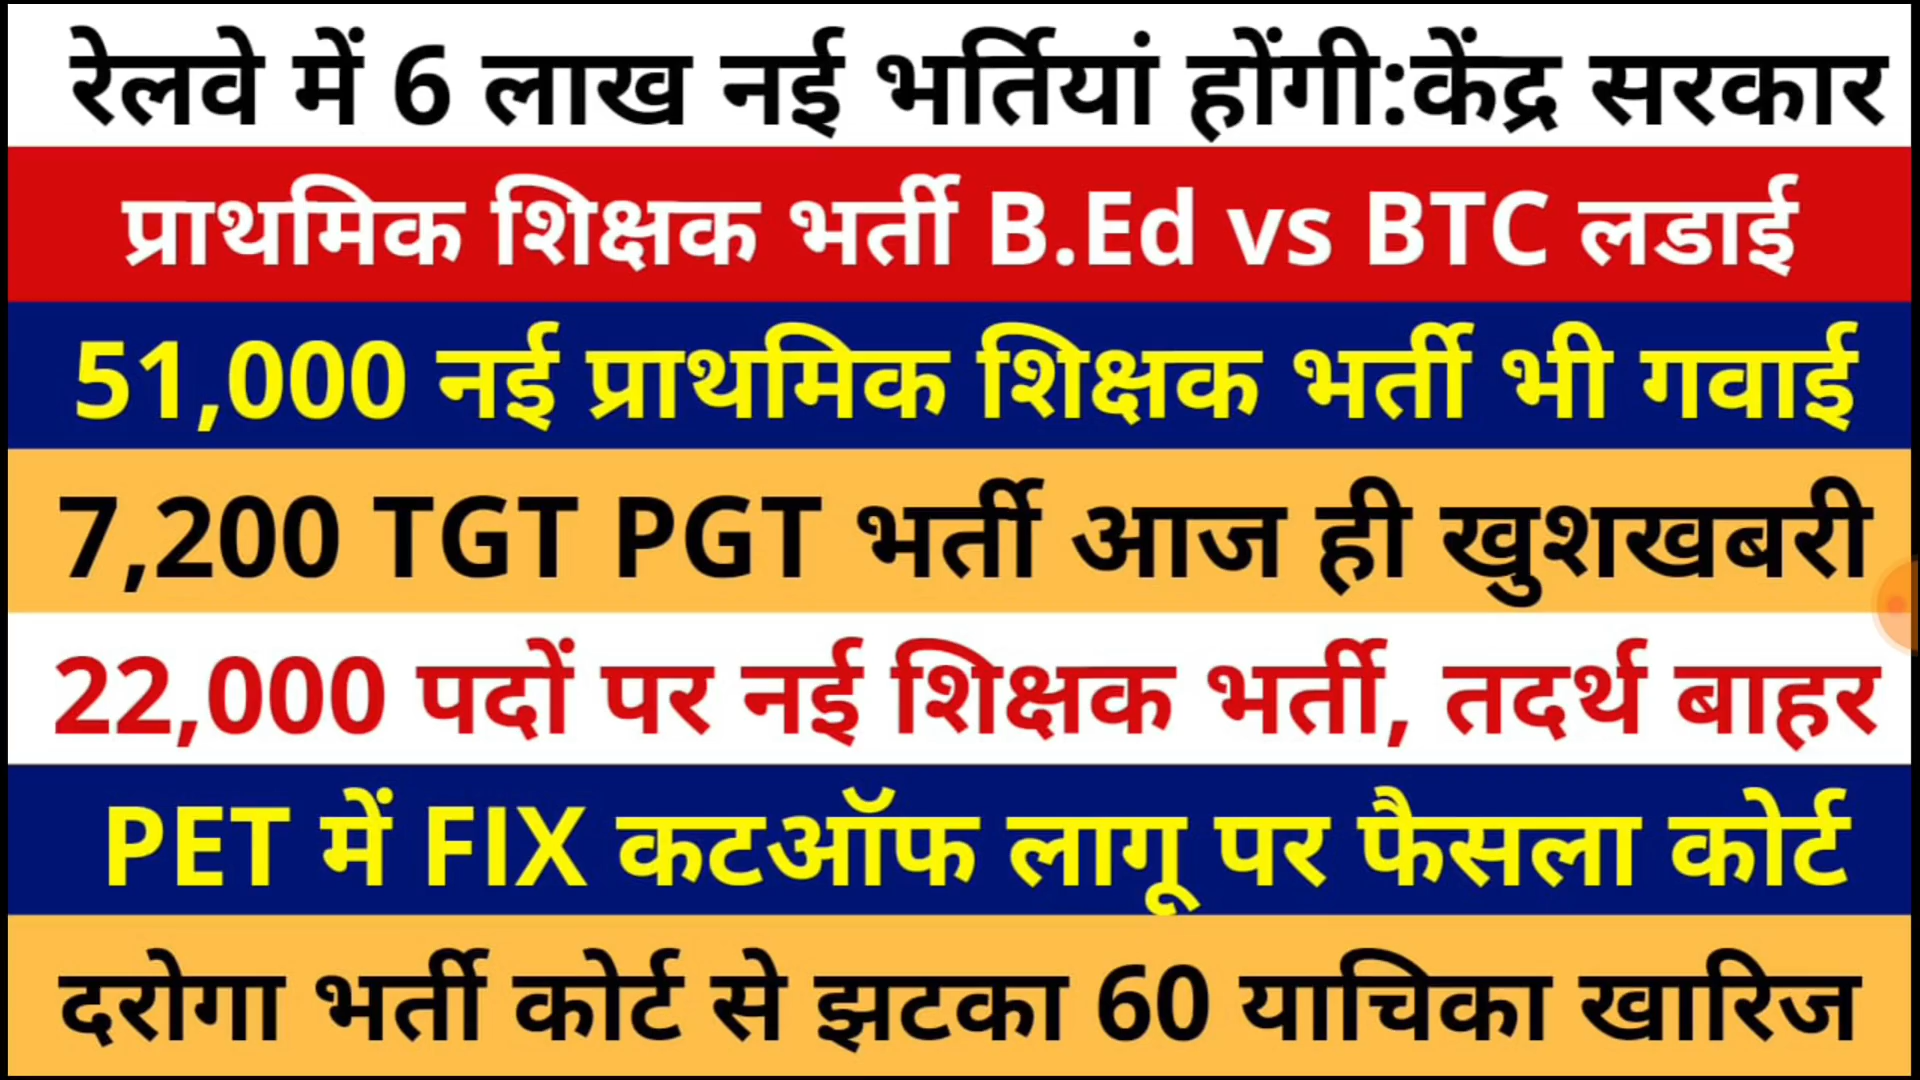 रेलवे में 6 लाख नई भर्तियां होंगी:केंद्र सरकार
प्राथमिक शिक्षक भर्ती B.Ed vs BTC लडाई
51,000 नई प्राथमिक शिक्षक भर्ती भी गवाई
7,200 TGT PGT भर्ती आज ही खुशखबरी
22,000 पदों पर नई शिक्षक भर्ती, तदर्थ बाहर
PET में FIX कटऑफ लागू पर फैसला कोर्ट
दरोगा भर्ती कोर्ट से झटका 60 याचिका खारिज